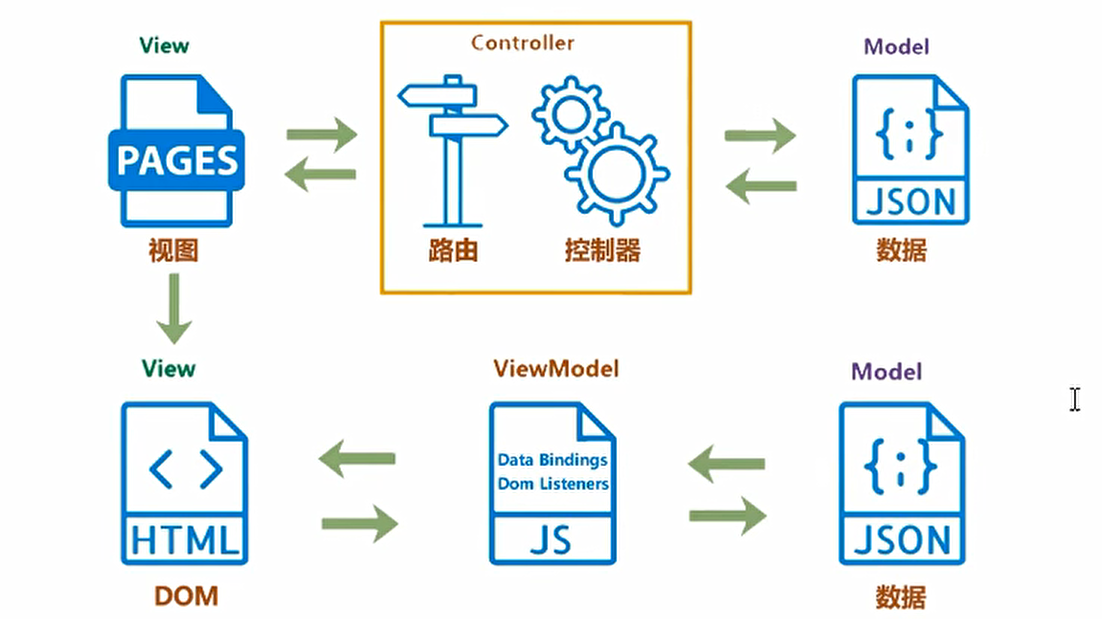 View
Controller
Model
PAGES
{;}
JSON
视图
路由
控制器
数据
View
ViewModel
Model
< >
Data Bindings
Dom Listeners
{;}
HTML
JS
JSON
DOM
数据